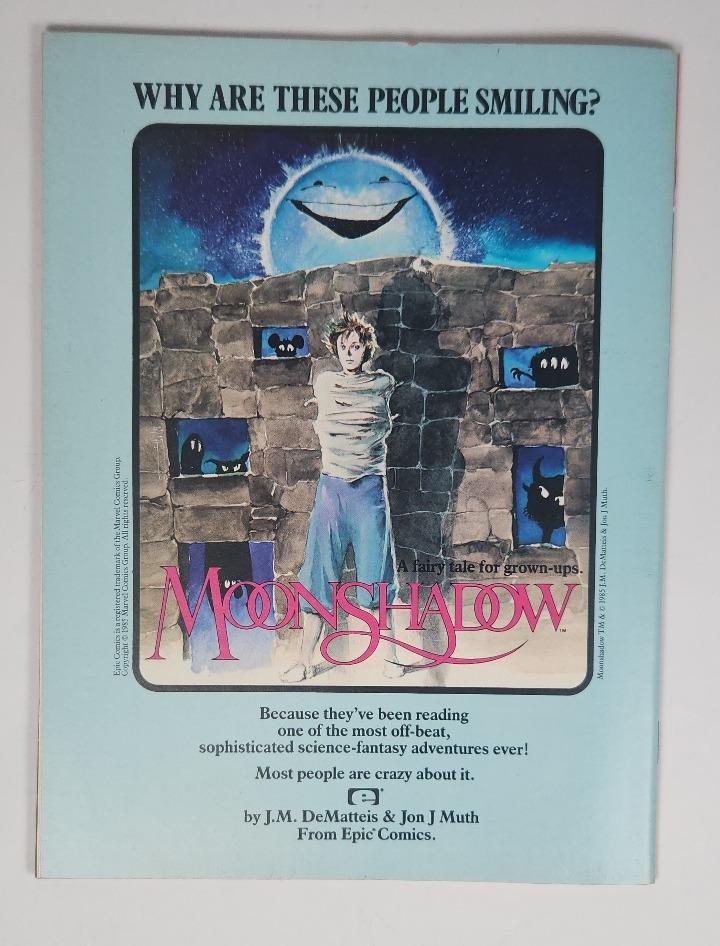 WHY ARE THESE PEOPLE SMILING?
A fairy tale for grown-ups.
MOONSHADOW™
Epic Comics is a registered trademark of the Marvel Comics Group.
Copyright © 1985 Marvel Comics Group. All rights reserved.
Moonshadow TM & © 1985 J.M. DeMatteis & Jon J Muth.
Because they've been reading
one of the most off-beat,
sophisticated science-fantasy adventures ever!
Most people are crazy about it.
e®
by J.M. DeMatteis & Jon J Muth
From Epic® Comics.